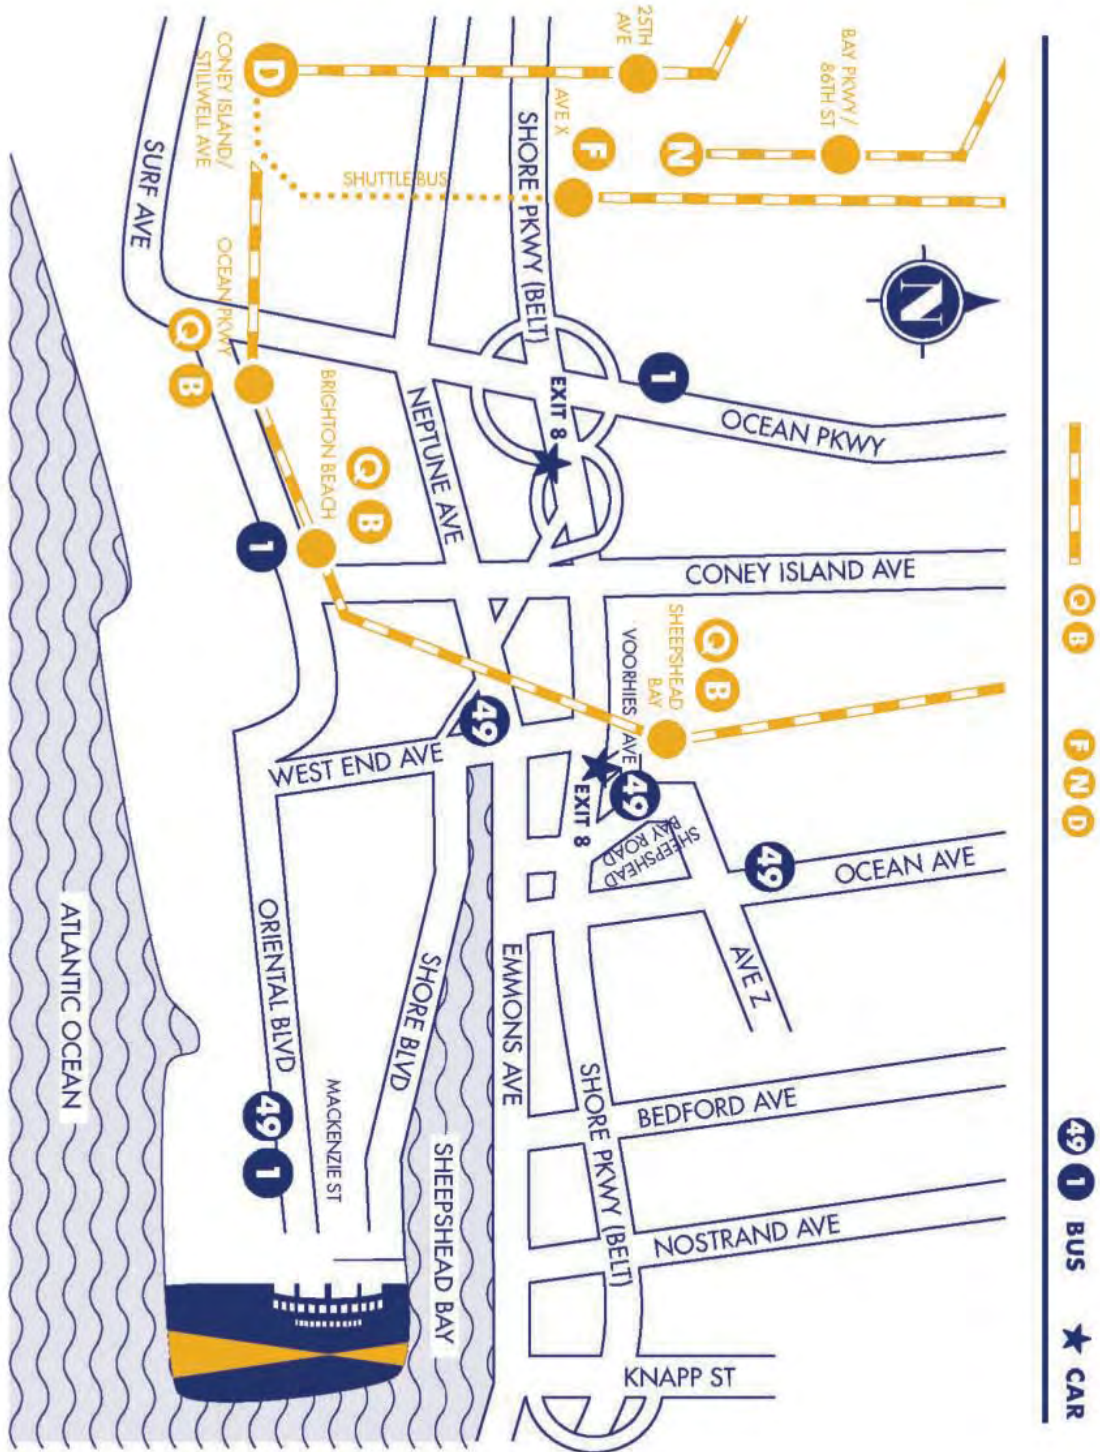 Q B F N D 49 1 BUS CAR
BAY PKWY /
86TH ST
25TH
AVE
N
F
AVE X
D
CONEY ISLAND/
STILLWELL AVE
SHUTTLE BUS
SHORE PKWY (BELT)
SURF AVE
OCEAN PKWY
Q B
N
1
OCEAN PKWY
EXIT 8
NEPTUNE AVE
BRIGHTON BEACH
Q B
1
CONEY ISLAND AVE
Q B
SHEEPSHEAD
BAY
VOORHIES AVE
49
WEST END AVE
EXIT 8
49
SHEEPSHEAD
BAY ROAD
49
OCEAN AVE
AVE Z
EMMONS AVE
SHORE BLVD
ORIENTAL BLVD
ATLANTIC OCEAN
MACKENZIE ST
49 1
SHEEPSHEAD BAY
SHORE PKWY (BELT)
BEDFORD AVE
NOSTRAND AVE
KNAPP ST